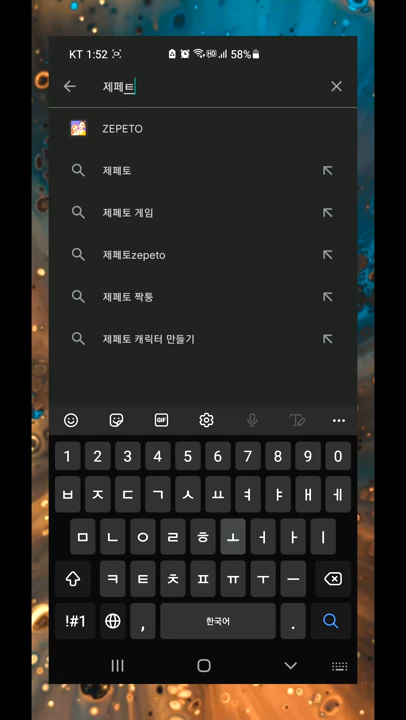 KT 1:52 58%
제페트
ZEPETO
제페토
제페토 게임
제페토zepeto
제페토 짝퉁
제페토 캐릭터 만들기
GIF
1 2 3 4 5 6 7 8 9 0
ㅂ ㅈ ㄷ ㄱ ㅅ ㅛ ㅕ ㅑ ㅐ ㅔ
ㅁ ㄴ ㅇ ㄹ ㅎ ㅗ ㅓ ㅏ ㅣ
ㅋ ㅌ ㅊ ㅍ ㅠ ㅜ ㅡ
!#1 , 한국어 .